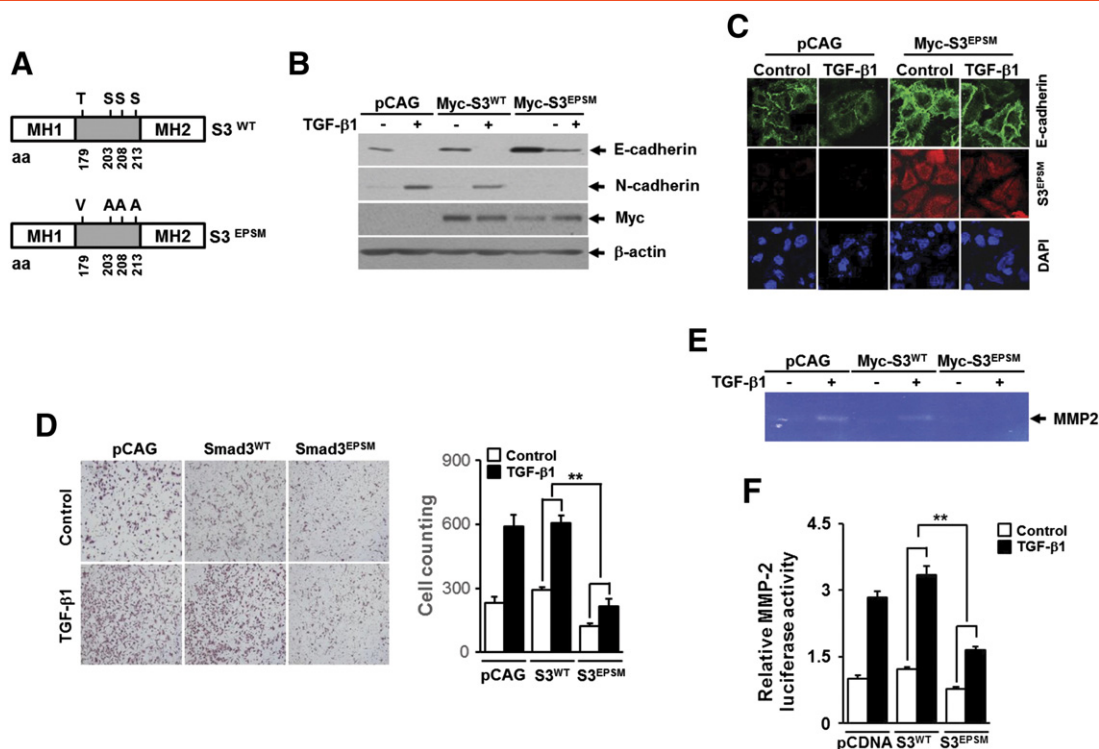 A
T SS S
MH1 MH2 S3 WT
aa 179 203 208 213
V AA A
MH1 MH2 S3 EPSM
aa 179 203 208 213
B
pCAG Myc-S3WT Myc-S3EPSM
TGF-β1 - + - + - +
E-cadherin
N-cadherin
Myc
β-actin
C
pCAG Myc-S3EPSM
Control TGF-β1 Control TGF-β1
E-cadherin
S3EPSM
DAPI
D
pCAG Smad3WT Smad3EPSM
Control
TGF-β1
Cell counting
900
600
300
0
Control
TGF-β1
**
pCAG S3WT S3EPSM
E
pCAG Myc-S3WT Myc-S3EPSM
TGF-β1 - + - + - +
MMP2
F
Relative MMP-2
luciferase activity
4.5
3
1.5
0
**
Control
TGF-β1
pCDNA S3WT S3EPSM